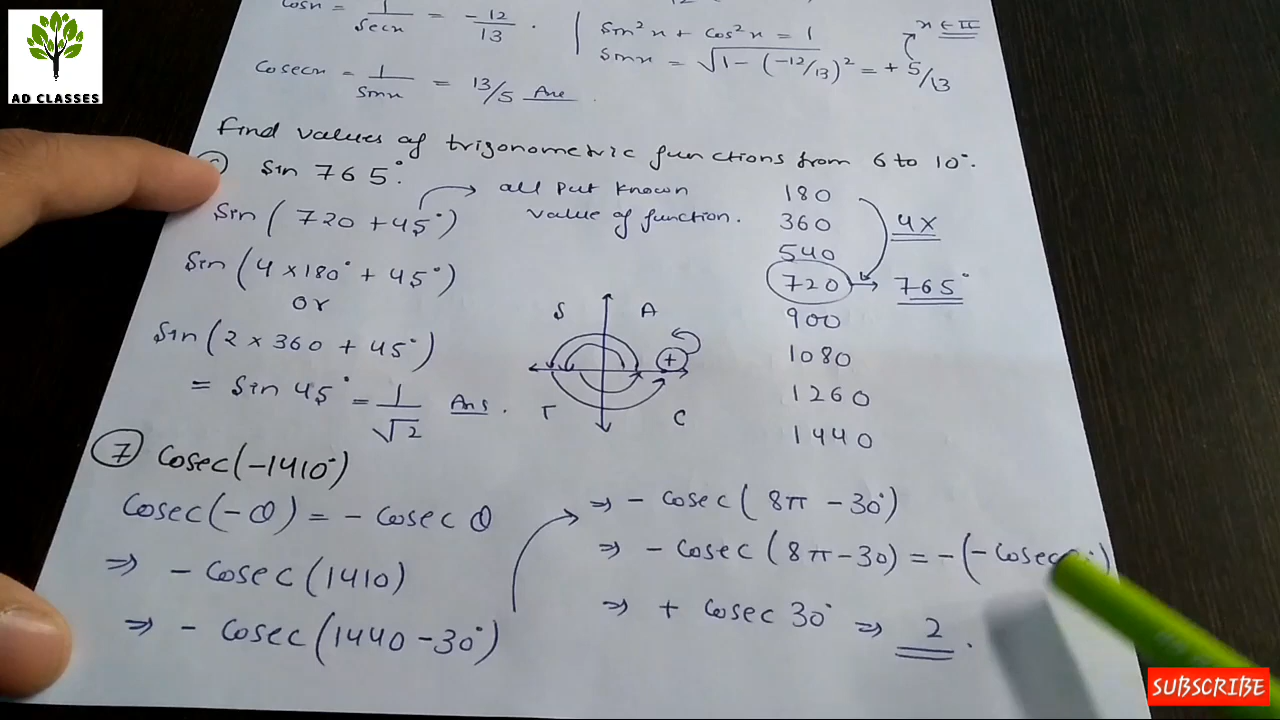 AD CLASSES
Cosx = 1/Secx = -12/13 .
Cosecx = 1/Sinx = 13/5 Ans .
Sin²x + Cos²x = 1
Sinx = √1 - (-12/13)² = + 5/13
x ∈ II
Find values of trigonometric functions from 6 to 10.
Sin 765°.
Sin ( 720 + 45° )
all Put Known
value of function.
Sin (4 × 180° + 45°)
or
Sin (2 × 360 + 45°)
= Sin 45° = 1/√2 Ans .
S A
+
T C
180
360
540
720 → 765°
900
1080
1260
1440
4X
7 Cosec(-1410°)
Cosec(-θ) = - Cosec θ
⇒ - Cosec (1410)
⇒ - Cosec (1440 - 30°)
⇒ - Cosec ( 8π - 30°)
⇒ - Cosec ( 8π - 30) = - (- Cosec
⇒ + Cosec 30° ⇒ 2 .
SUBSCRIBE